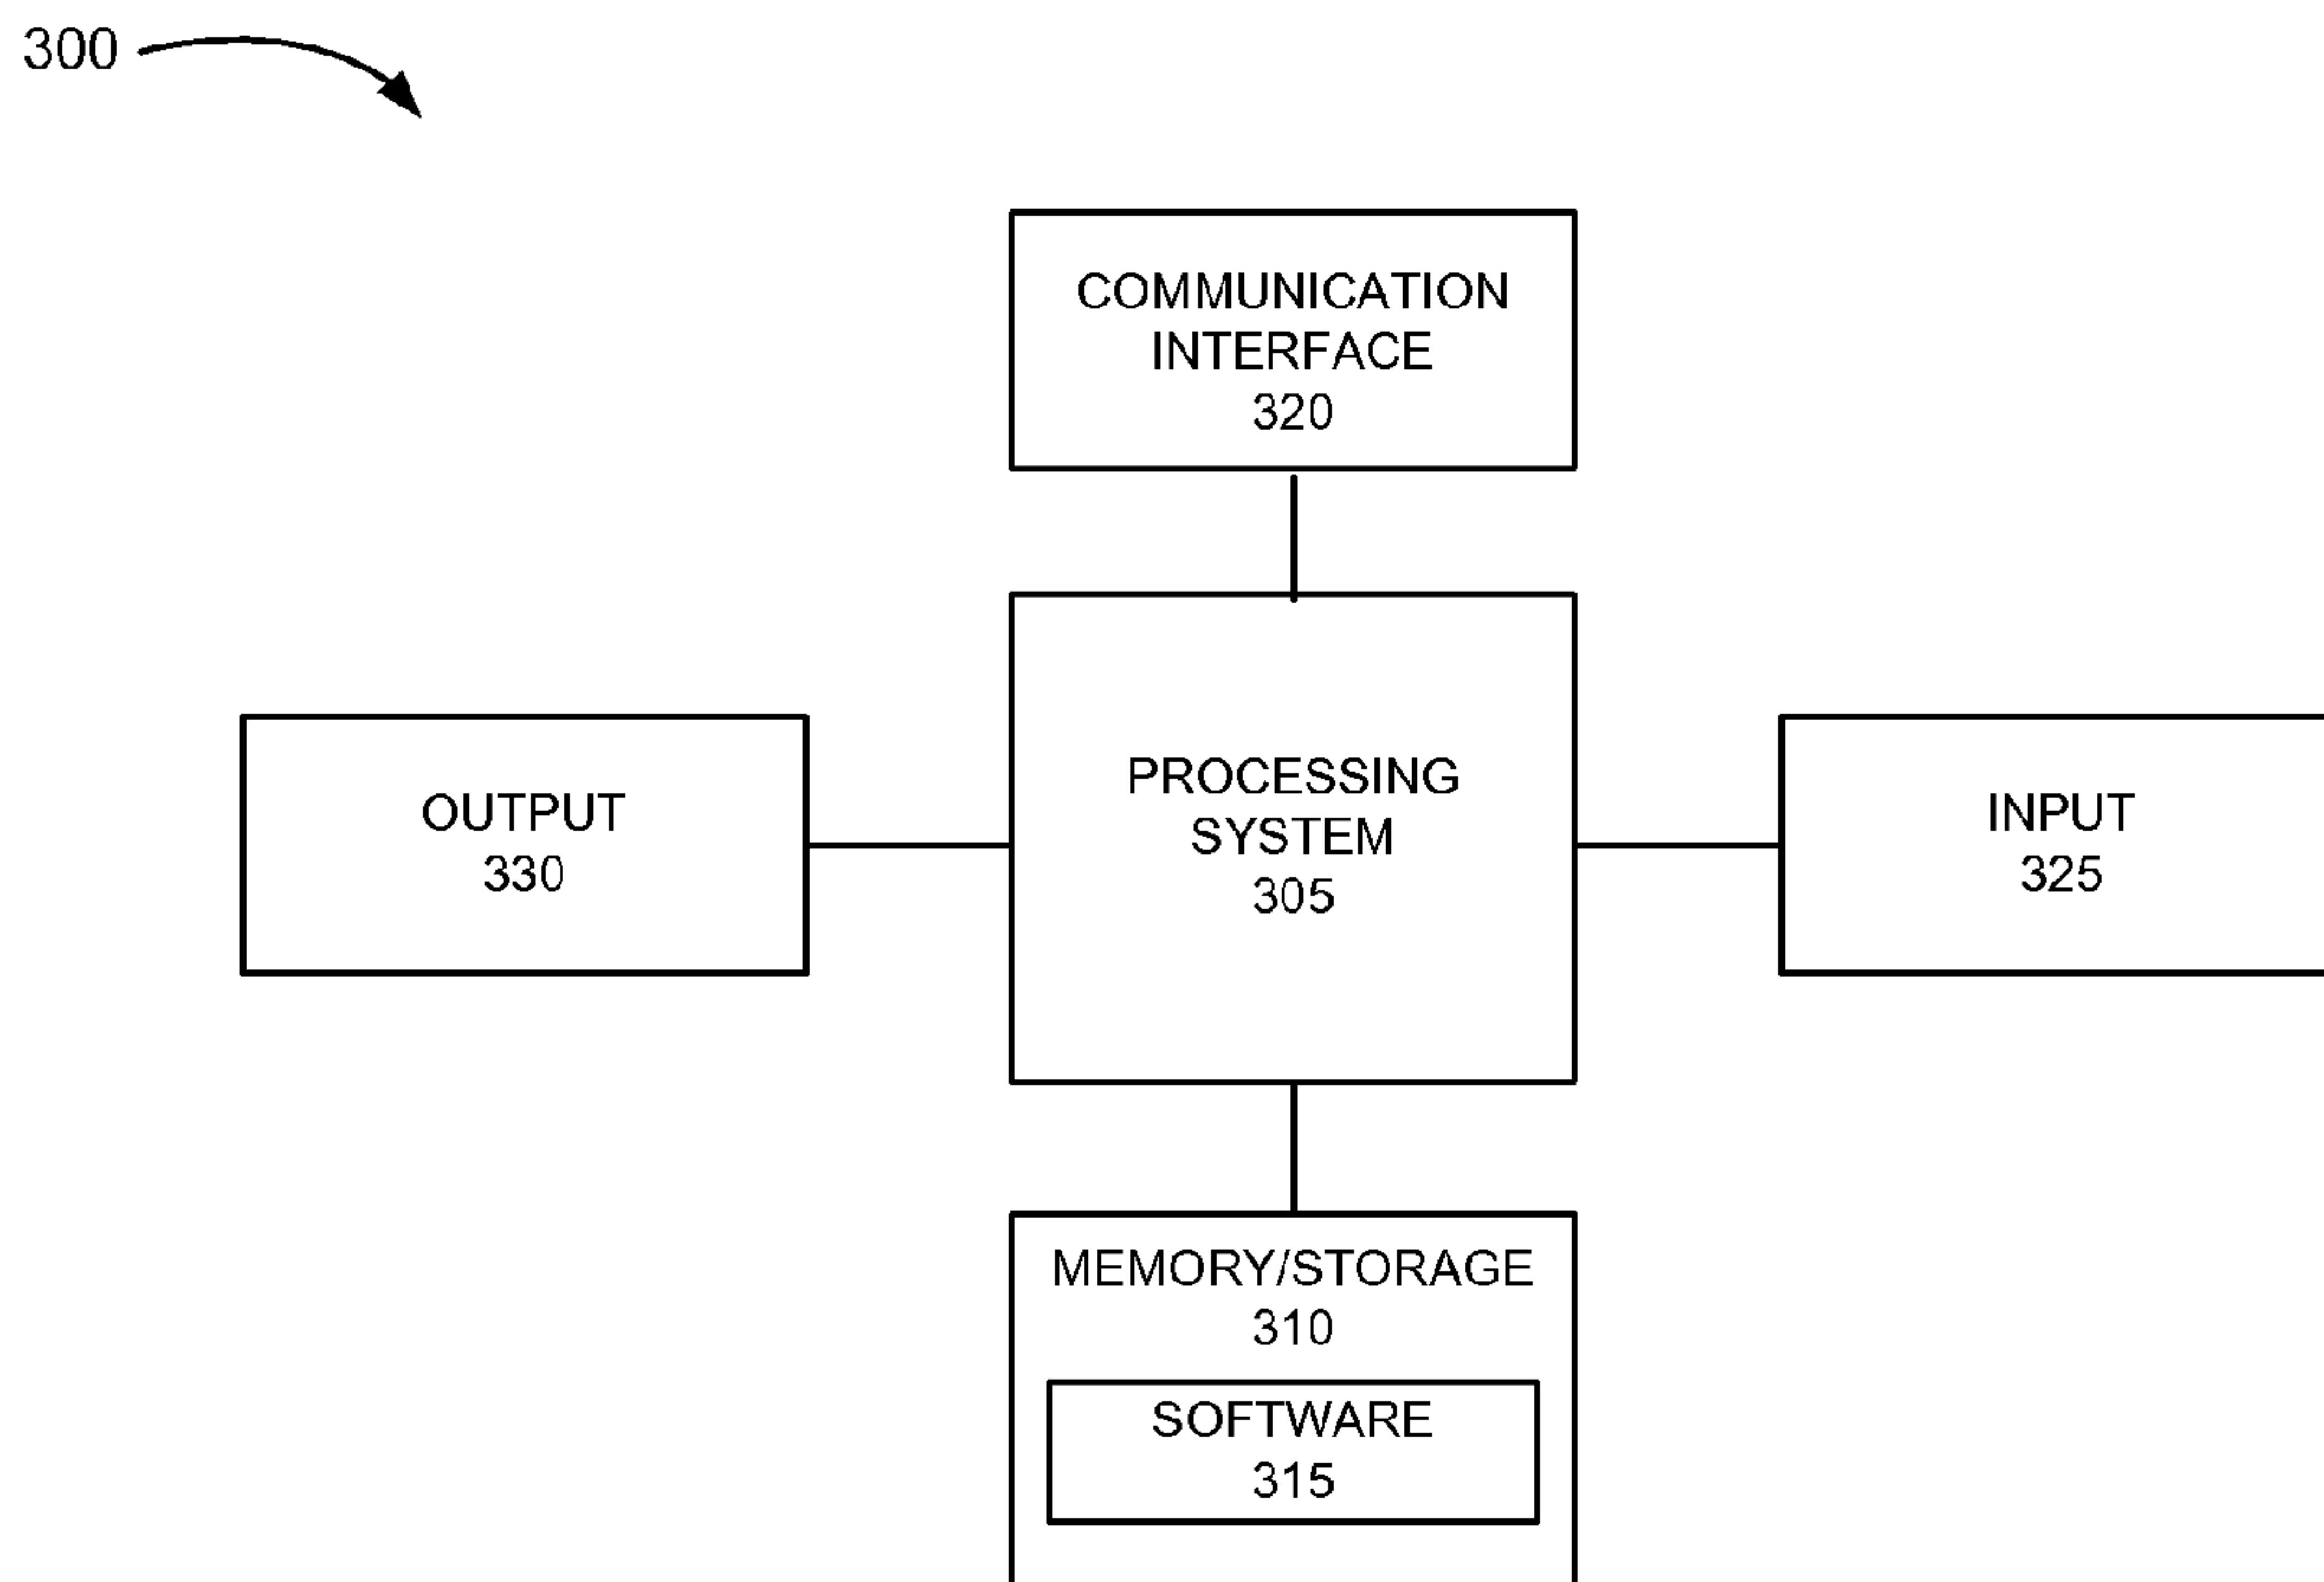 300
COMMUNICATION
INTERFACE
320
OUTPUT
330
PROCESSING
SYSTEM
305
INPUT
325
MEMORY/STORAGE
310
SOFTWARE
315